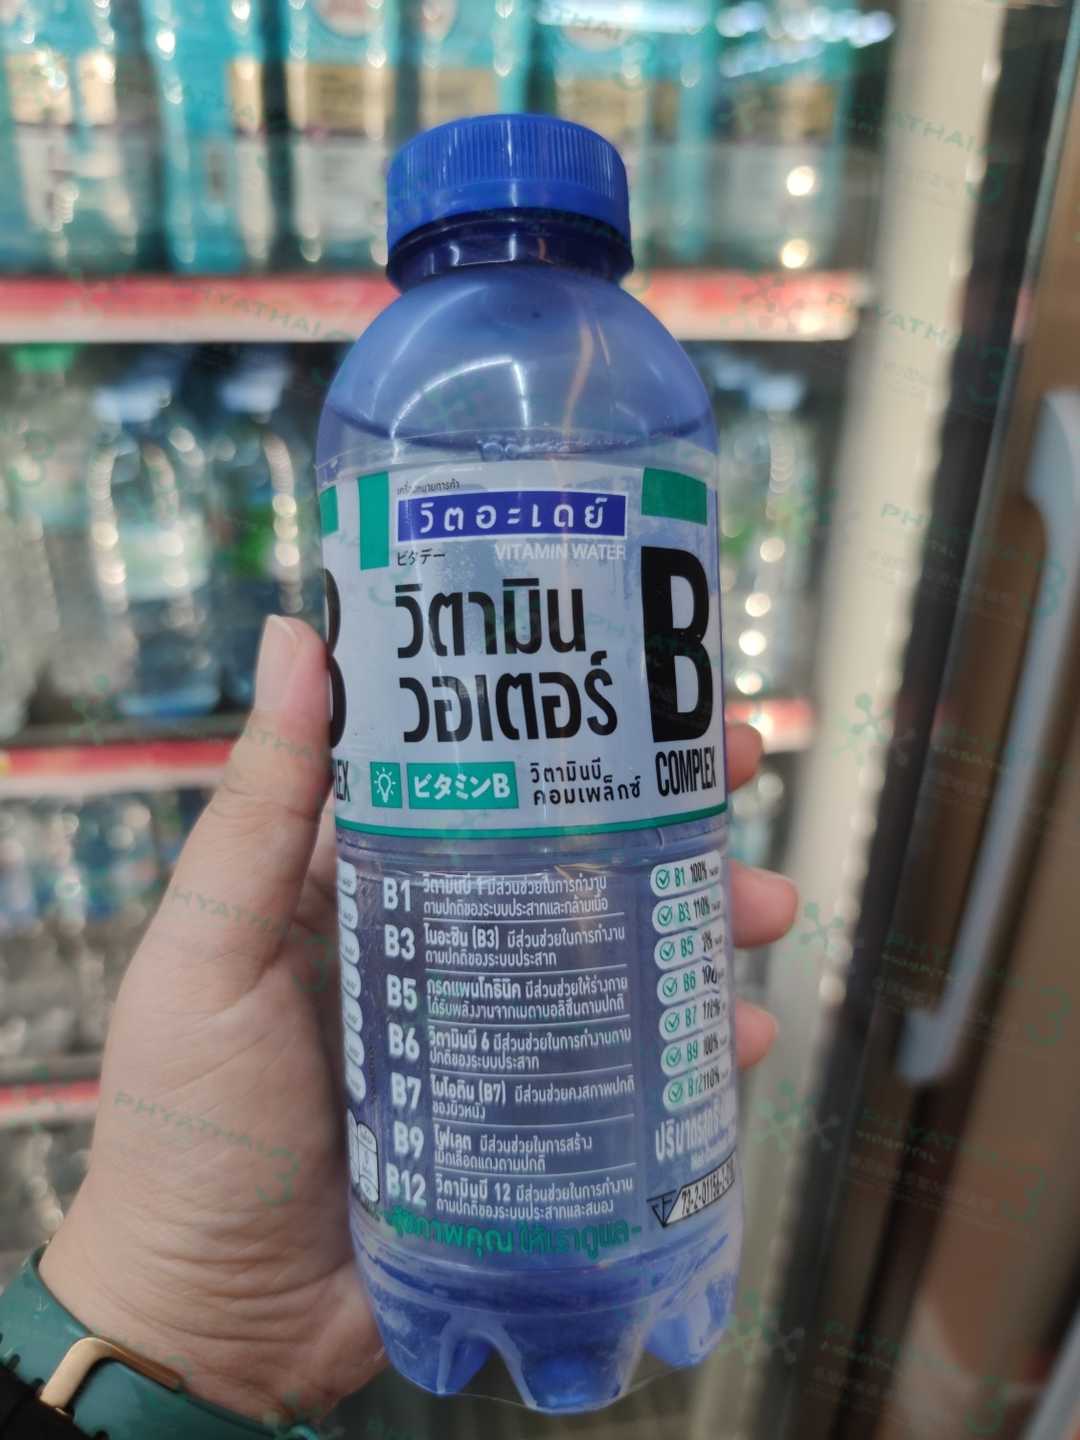 เครื่องหมายการค้า
วิตอะเดย์
ビタデー VITAMIN WATER
วิตามิน
วอเตอร์
B
COMPLEX
ビタミンB วิตามินบี
คอมเพล็กซ์
B1 วิตามินบี 1 มีส่วนช่วยในการทำงาน
ตามปกติของระบบประสาทและกล้ามเนื้อ
B3 ไนอะซิน (B3) มีส่วนช่วยในการทำงาน
ตามปกติของระบบประสาท
B5 กรดแพนโทธินิค มีส่วนช่วยให้ร่างกาย
ได้รับพลังงานจากเมตาบอลิซึมตามปกติ
B6 วิตามินบี 6 มีส่วนช่วยในการทำงานตาม
ปกติของระบบประสาท
B7 ไบโอติน (B7) มีส่วนช่วยคงสภาพปกติ
ของผิวหนัง
B9 โฟเลต มีส่วนช่วยในการสร้าง
เม็ดเลือดแดงตามปกติ
B12 วิตามินบี 12 มีส่วนช่วยในการทำงาน
ตามปกติของระบบประสาทและสมอง
สุขภาพคุณ ให้เราดูแล
B1 100%
B3 110%
B5
B6
B7 110%
B9 100%
B12 110%
PHYATHAI 3
HOSPITAL